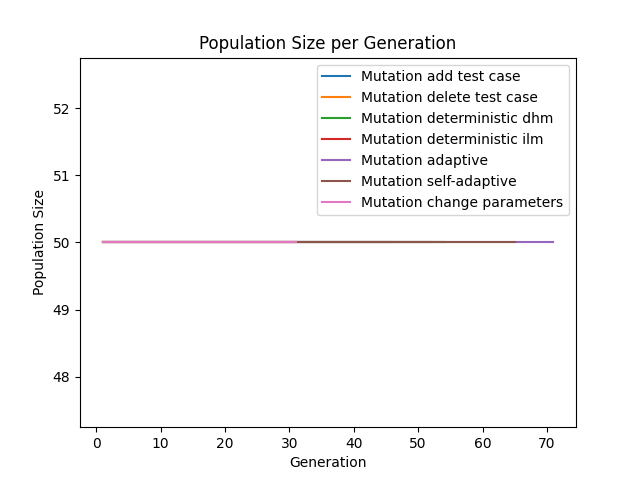 Population Size per Generation
Mutation add test case
Mutation delete test case
Mutation deterministic dhm
Mutation deterministic ilm
Mutation adaptive
Mutation self-adaptive
Mutation change parameters
Population Size
52
51
50
49
48
0 10 20 30 40 50 60 70
Generation